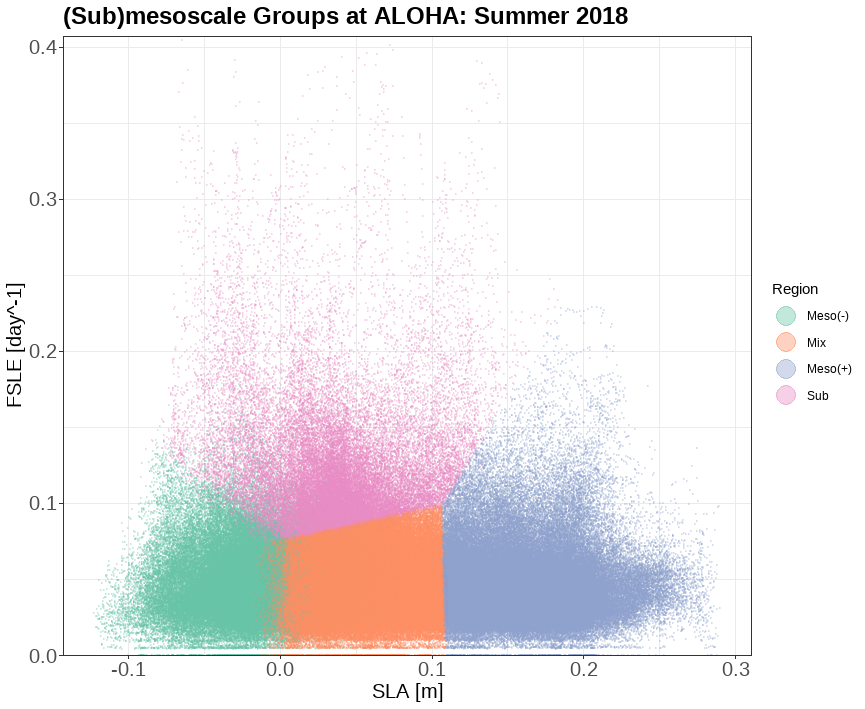 (Sub)mesoscale Groups at ALOHA: Summer 2018
FSLE [day^-1]
0.4
0.3
0.2
0.1
0.0
-0.1 0.0 0.1 0.2 0.3
SLA [m]
Region
Meso(-)
Mix
Meso(+)
Sub